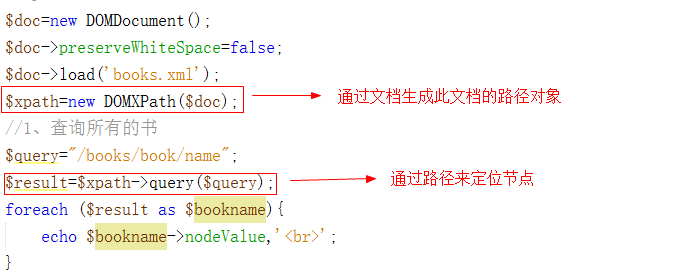 $doc=new DOMDocument();
$doc->preserveWhiteSpace=false;
$doc->load('books.xml');
$xpath=new DOMXPath($doc); 通过文档生成此文档的路径对象
//1、查询所有的书
$query="/books/book/name";
$result=$xpath->query($query); 通过路径来定位节点
foreach ($result as $bookname){
    echo $bookname->nodeValue,'<br>';
}